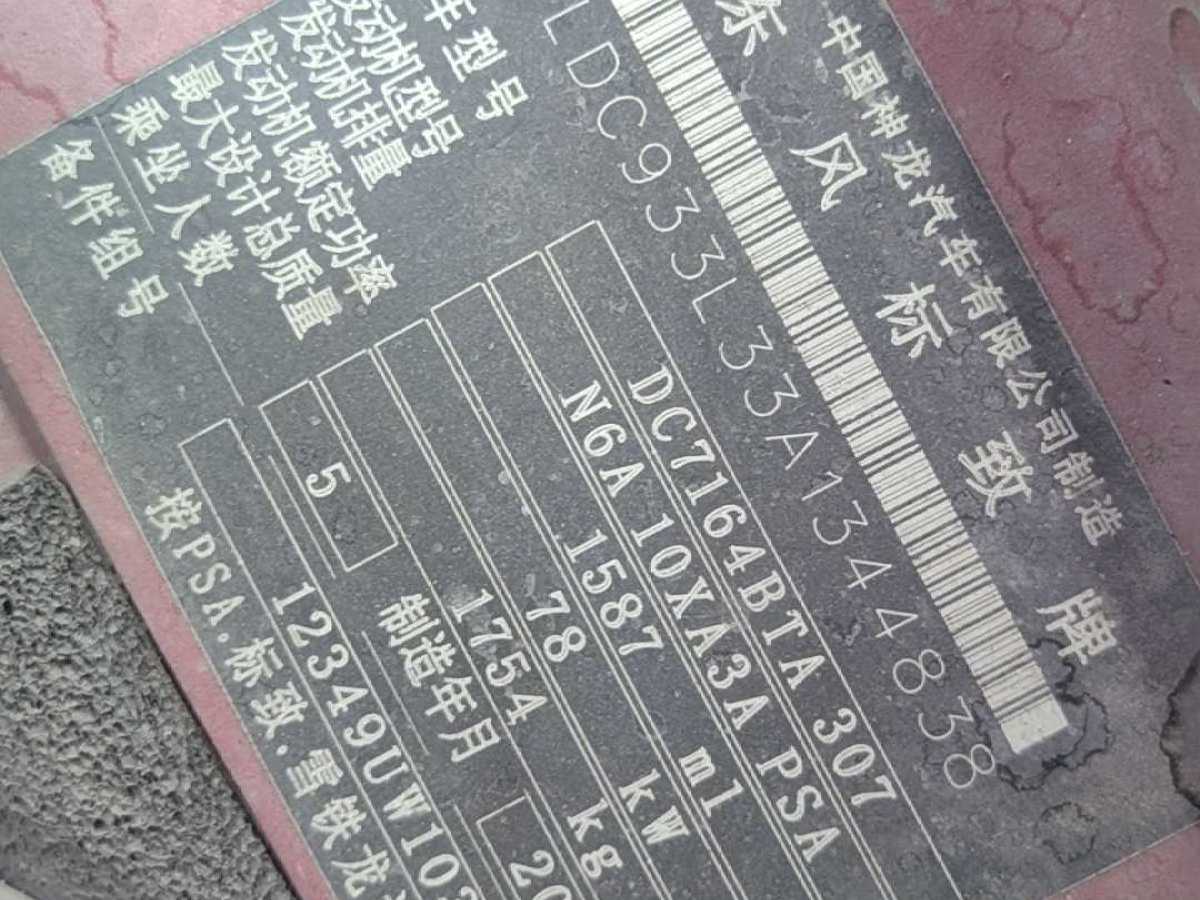 中国神龙汽车有限公司制造
东风标致牌
LDC933L33A1344838
车型号 DC7164BTA 307
发动机型号 N6A 10XA3A PSA
发动机排量 1587 ml
发动机额定功率 78 kW
最大设计总质量 1754 kg
乘坐人数 5 制造年月 20
备件组号 12349UW103
按PSA.标致.雪铁龙